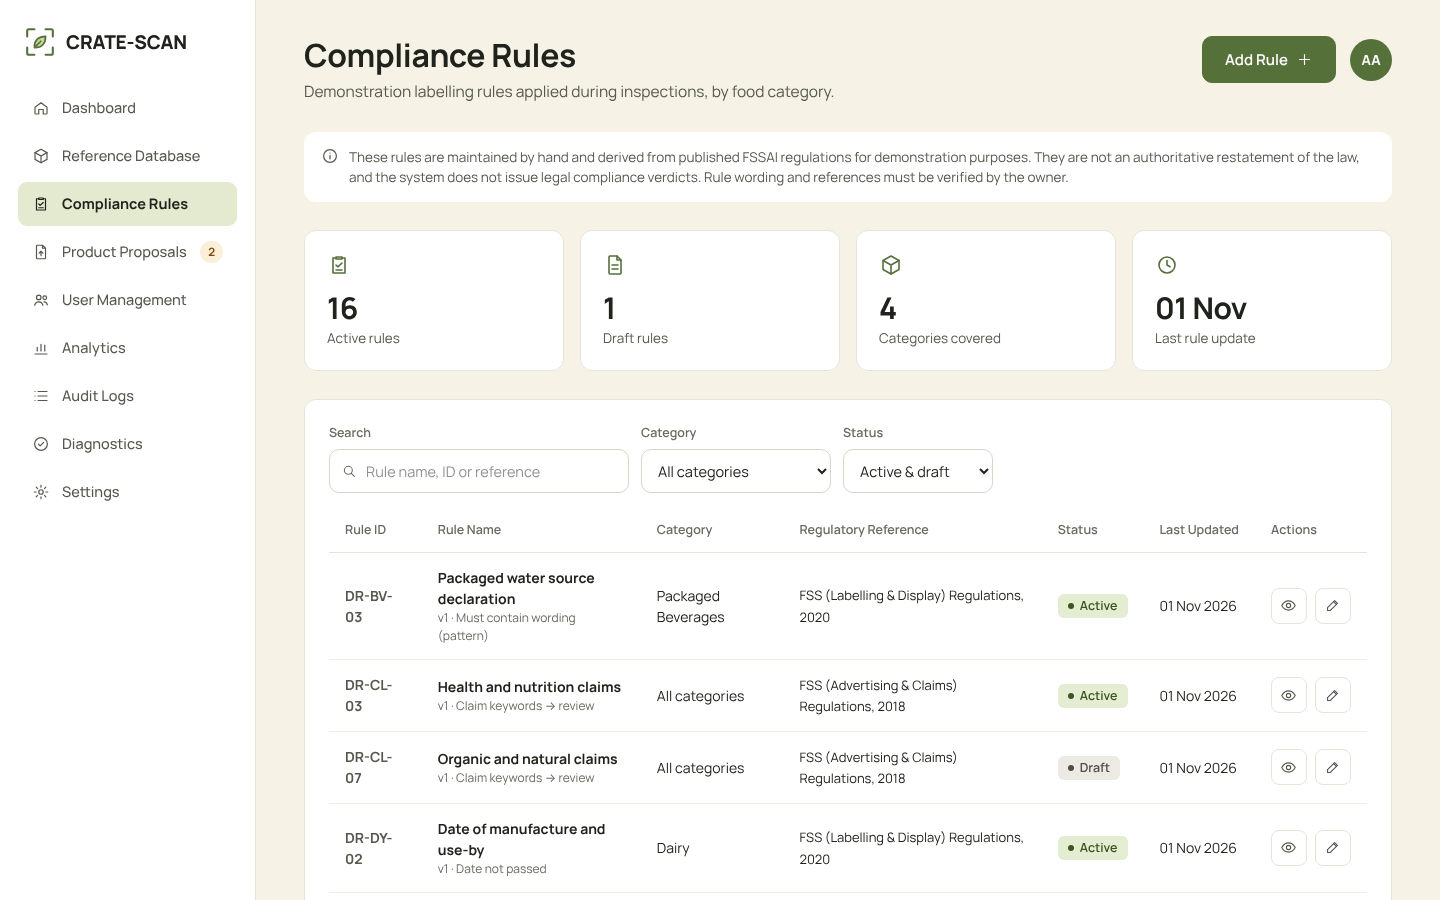 CRATE-SCAN
Dashboard
Reference Database
Compliance Rules
Product Proposals 2
User Management
Analytics
Audit Logs
Diagnostics
Settings
Compliance Rules
Demonstration labelling rules applied during inspections, by food category.
Add Rule +
AA
These rules are maintained by hand and derived from published FSSAI regulations for demonstration purposes. They are not an authoritative restatement of the law,
and the system does not issue legal compliance verdicts. Rule wording and references must be verified by the owner.
16
Active rules
1
Draft rules
4
Categories covered
01 Nov
Last rule update
Search
Rule name, ID or reference
Category
All categories
Status
Active & draft
Rule ID Rule Name Category Regulatory Reference Status Last Updated Actions
DR-BV-
03
Packaged water source
declaration
v1 · Must contain wording
(pattern)
Packaged
Beverages
FSS (Labelling & Display) Regulations,
2020
Active
01 Nov 2026
DR-CL-
03
Health and nutrition claims
v1 · Claim keywords → review
All categories
FSS (Advertising & Claims)
Regulations, 2018
Active
01 Nov 2026
DR-CL-
07
Organic and natural claims
v1 · Claim keywords → review
All categories
FSS (Advertising & Claims)
Regulations, 2018
Draft
01 Nov 2026
DR-DY-
02
Date of manufacture and
use-by
v1 · Date not passed
Dairy
FSS (Labelling & Display) Regulations,
2020
Active
01 Nov 2026